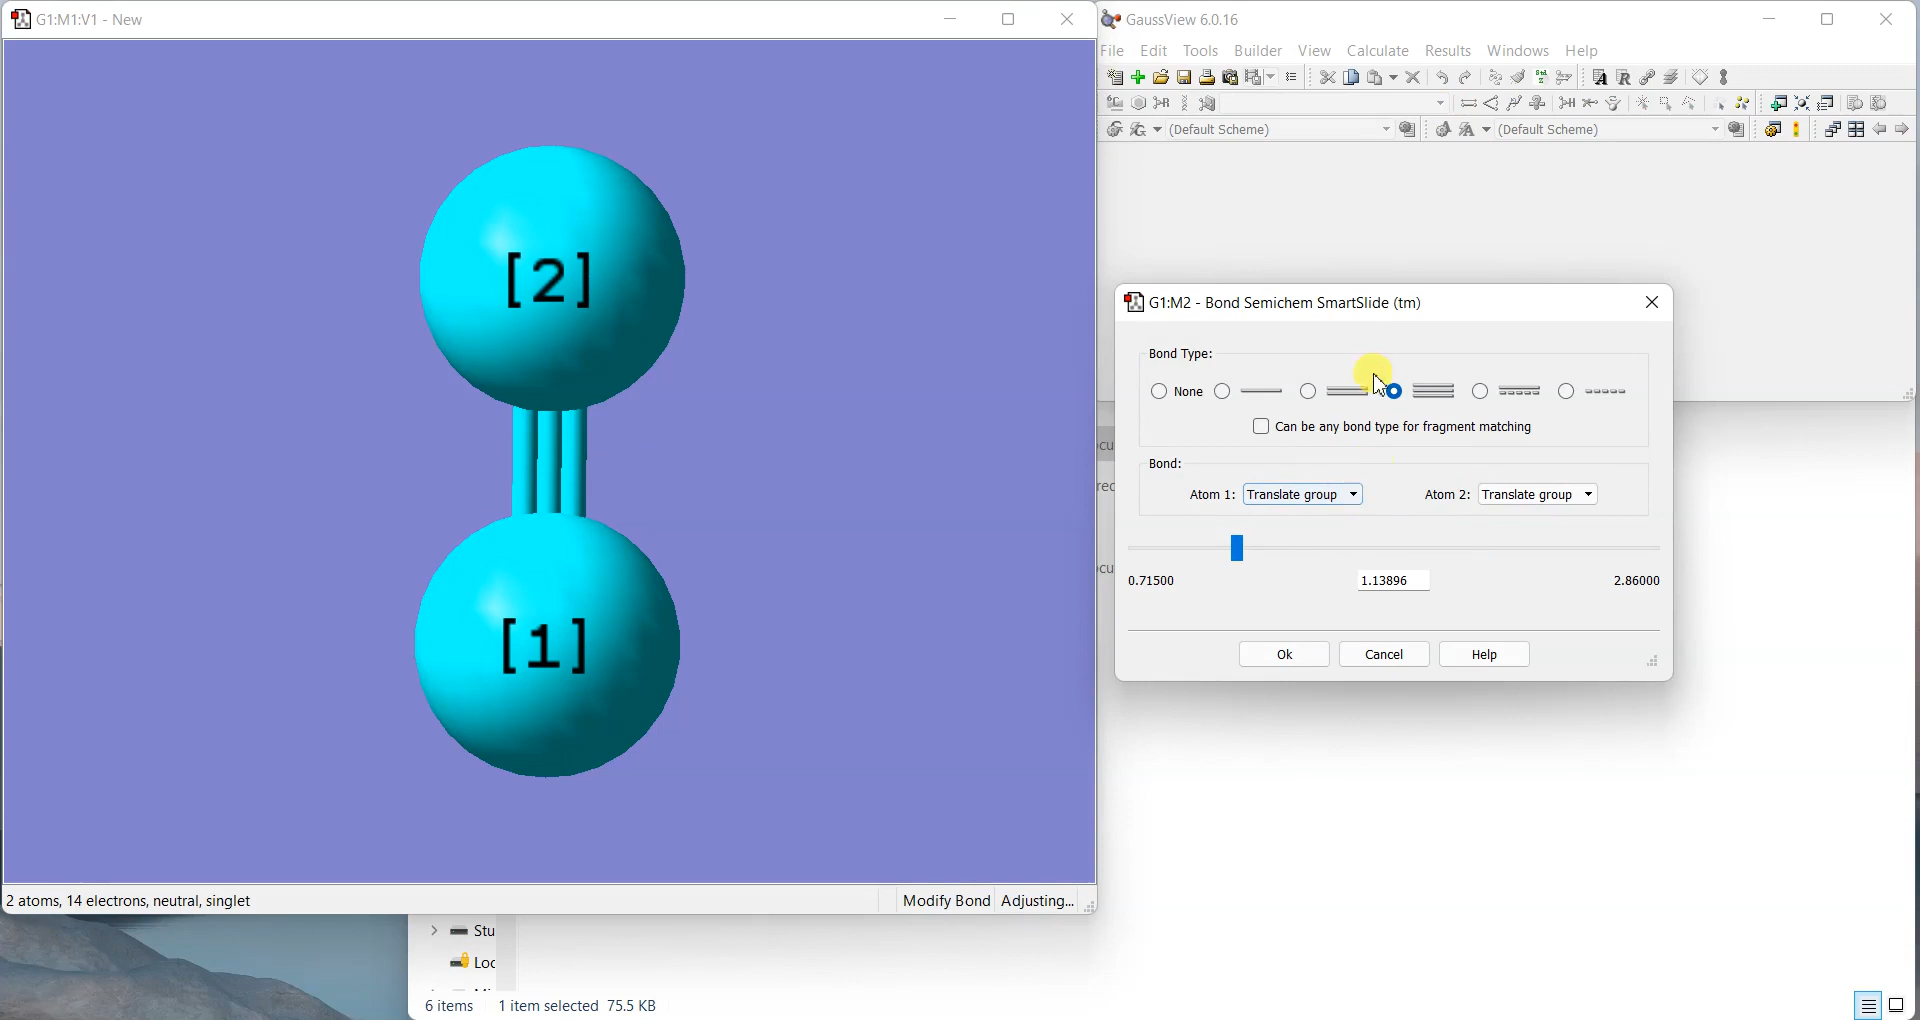 G1:M1:V1 - New
GaussView 6.0.16
File Edit Tools Builder View Calculate Results Windows Help
(Default Scheme) (Default Scheme)
[2]
G1:M2 - Bond Semichem SmartSlide (tm)
Bond Type:
None
Can be any bond type for fragment matching
Bond:
Atom 1: Translate group Atom 2: Translate group
0.71500 1.13896 2.86000
[1]
Ok Cancel Help
2 atoms, 14 electrons, neutral, singlet Modify Bond Adjusting...
Stu
Loc
6 items 1 item selected 75.5 KB